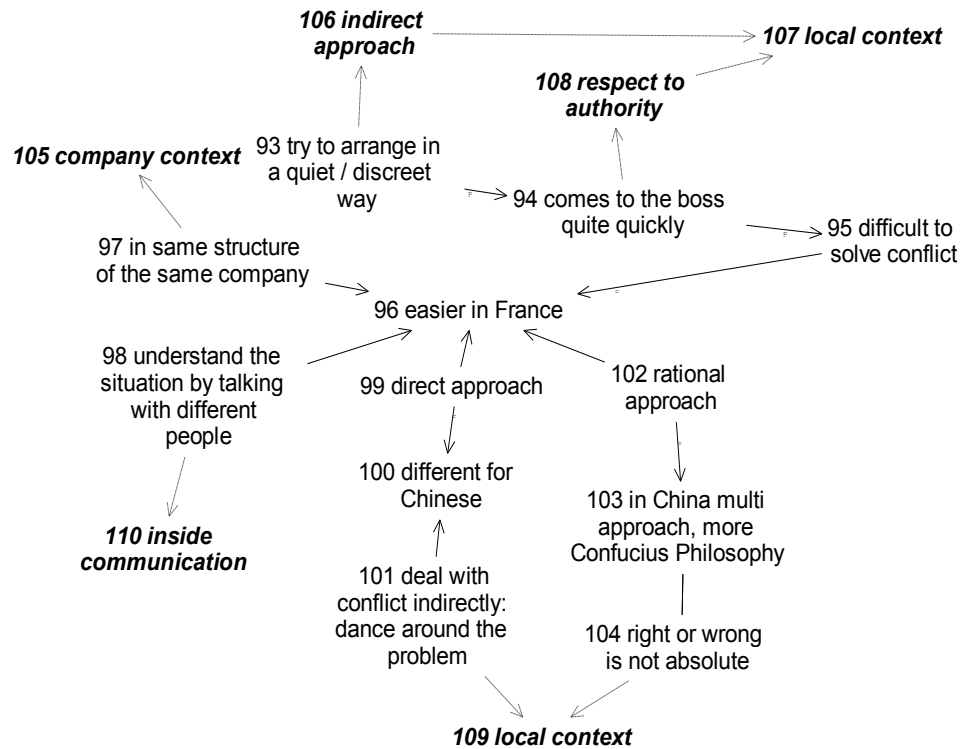 106 indirect
approach
107 local context
108 respect to
authority
105 company context
93 try to arrange in
a quiet / discreet
way
94 comes to the boss
quite quickly
95 difficult to
solve conflict
97 in same structure
of the same company
96 easier in France
98 understand the
situation by talking
with different
people
99 direct approach
102 rational
approach
100 different for
Chinese
103 in China multi
approach, more
Confucius Philosophy
110 inside
communication
101 deal with
conflict indirectly:
dance around the
problem
104 right or wrong
is not absolute
109 local context